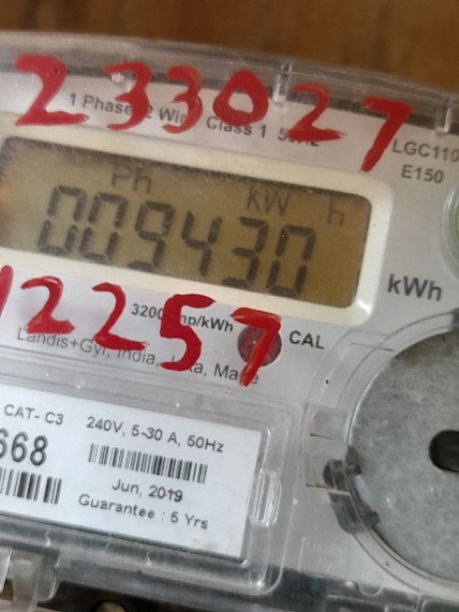 233027
1 Phase 2 Wire Class 1 50Hz
LGC110
E150
Ph kW h
009430
kWh
12257
3200 imp/kWh
CAL
Landis+Gyr, India,
CAT- C3
240V, 5-30 A, 50Hz
668
Jun, 2019
Guarantee : 5 Yrs